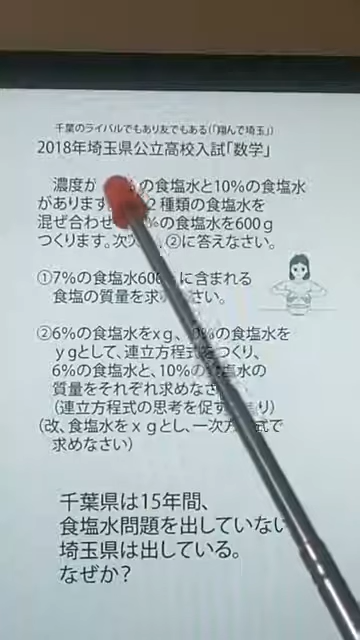 千葉のライバルでもあり友でもある(「翔んで埼玉」)
2018年埼玉県公立高校入試「数学」
濃度が の食塩水と10%の食塩水
があります 2種類の食塩水を
混ぜ合わせ %の食塩水を600g
つくります。次 ②に答えなさい。
①7%の食塩水600 に含まれる
食塩の質量を求 さい。
②6%の食塩水をxg、 0%の食塩水を
ygとして、連立方程式をつくり、
6%の食塩水と、10%の食塩水の
質量をそれぞれ求めなさ
(連立方程式の思考を促す り)
(改、食塩水をxgとし、一次方 式で
求めなさい)
千葉県は15年間、
食塩水問題を出していない
埼玉県は出している。
なぜか?